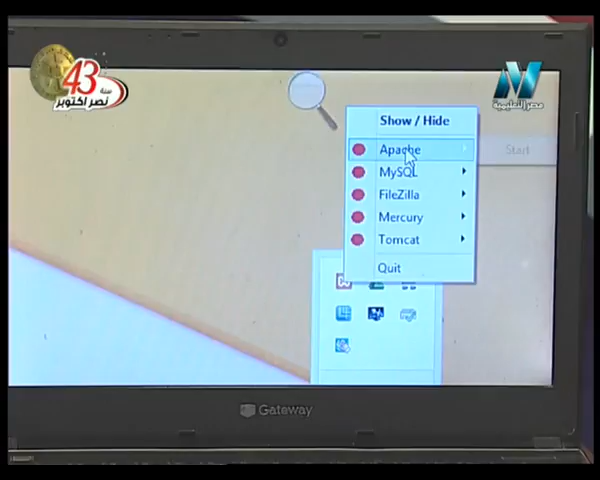 43
سنة
نصر اكتوبر
مصر التعليمية
Show / Hide
Apache
Start
MySQL
FileZilla
Mercury
Tomcat
Quit
Gateway